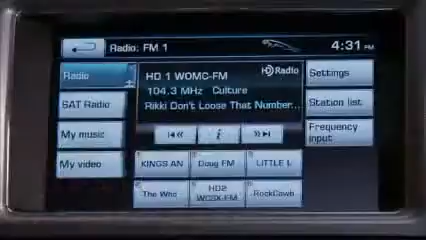 Radio: FM 1
4:31 PM
Radio
SAT Radio
My music
My video
HD 1 WOMC-FM
HD Radio
104.3 MHz Culture
Rikki Don't Loose That Number...
i
Settings
Station list
Frequency
input
KINGS AN
Doug FM
LITTLE L
The Who
HD2
WCSX-FM
RockCowb